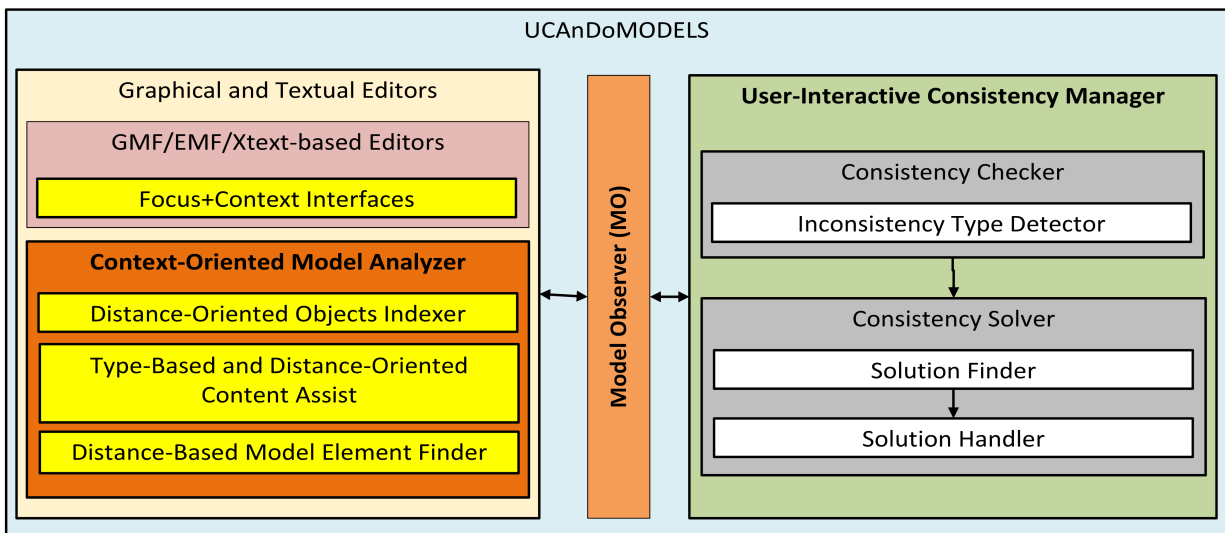 UCAnDoMODELS
Graphical and Textual Editors
GMF/EMF/Xtext-based Editors
Focus+Context Interfaces
Context-Oriented Model Analyzer
Distance-Oriented Objects Indexer
Type-Based and Distance-Oriented
Content Assist
Distance-Based Model Element Finder
Model Observer (MO)
User-Interactive Consistency Manager
Consistency Checker
Inconsistency Type Detector
Consistency Solver
Solution Finder
Solution Handler